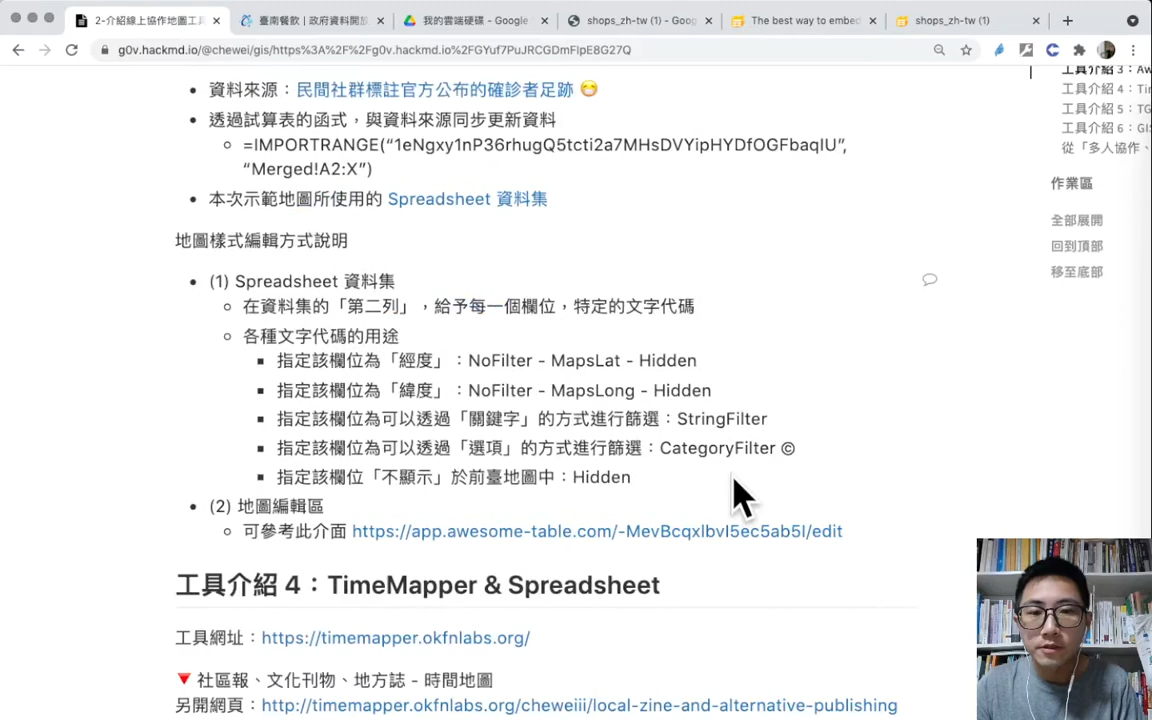 2-介紹線上協作地圖工具
臺南餐飲 | 政府資料開放
我的雲端硬碟 - Google
shops_zh-tw (1) - Goog
The best way to embed
shops_zh-tw (1)
g0v.hackmd.io/@chewei/gis/https%3A%2F%2Fg0v.hackmd.io%2FGYuf7PuJRCGDmFlpE8G27Q
資料來源：民間社群標註官方公布的確診者足跡 😷
透過試算表的函式，與資料來源同步更新資料
=IMPORTRANGE(“1eNgxy1nP36rhugQ5tcti2a7MHsDVYipHYDfOGFbaqIU”,
“Merged!A2:X”)
本次示範地圖所使用的 Spreadsheet 資料集
地圖樣式編輯方式說明
(1) Spreadsheet 資料集
在資料集的「第二列」，給予每一個欄位，特定的文字代碼
各種文字代碼的用途
指定該欄位為「經度」：NoFilter - MapsLat - Hidden
指定該欄位為「緯度」：NoFilter - MapsLong - Hidden
指定該欄位為可以透過「關鍵字」的方式進行篩選：StringFilter
指定該欄位為可以透過「選項」的方式進行篩選：CategoryFilter ©
指定該欄位「不顯示」於前臺地圖中：Hidden
(2) 地圖編輯區
可參考此介面 https://app.awesome-table.com/-MevBcqxlbvI5ec5ab5I/edit
工具介紹 4：TimeMapper & Spreadsheet
工具網址：https://timemapper.okfnlabs.org/
🔻 社區報、文化刊物、地方誌 - 時間地圖
另開網頁：http://timemapper.okfnlabs.org/cheweiii/local-zine-and-alternative-publishing
工具介紹 3：Aw
工具介紹 4：Tir
工具介紹 5：TG
工具介紹 6：GI
從「多人協作、
作業區
全部展開
回到頂部
移至底部